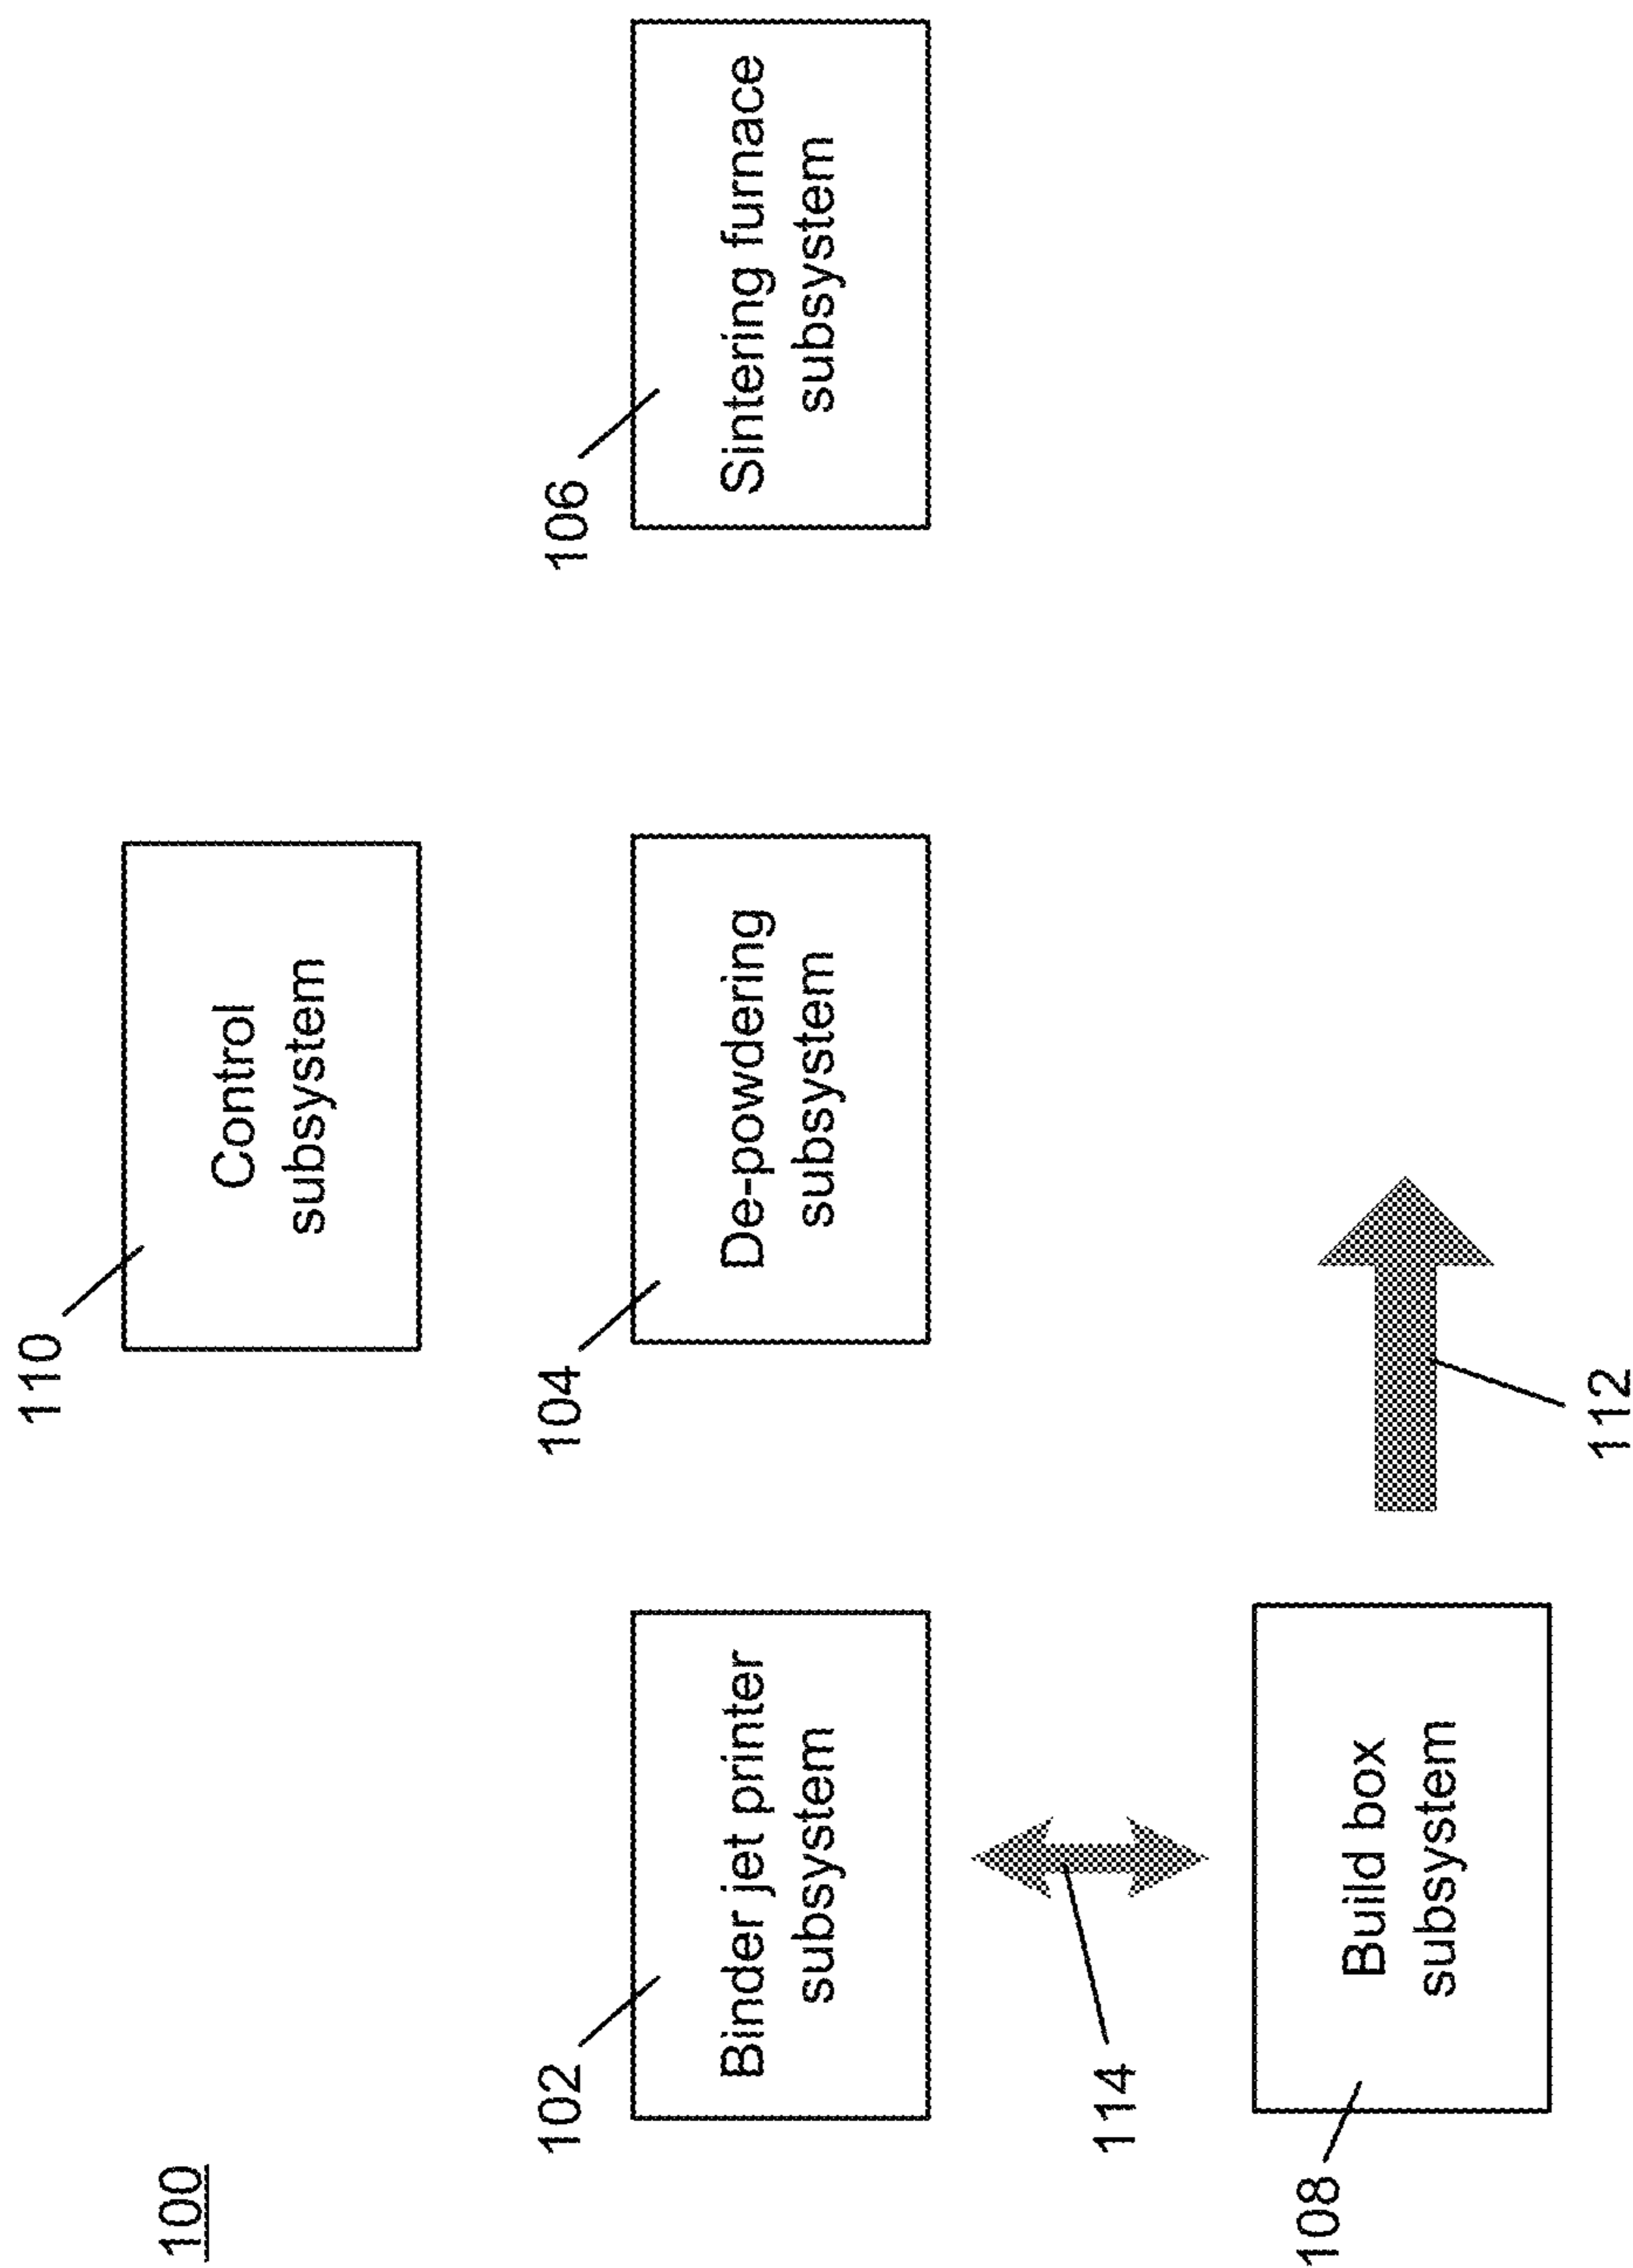 100
110
Control
subsystem
102
Binder jet printer
subsystem
104
De-powdering
subsystem
106
Sintering furnace
subsystem
114
108
Build box
subsystem
112